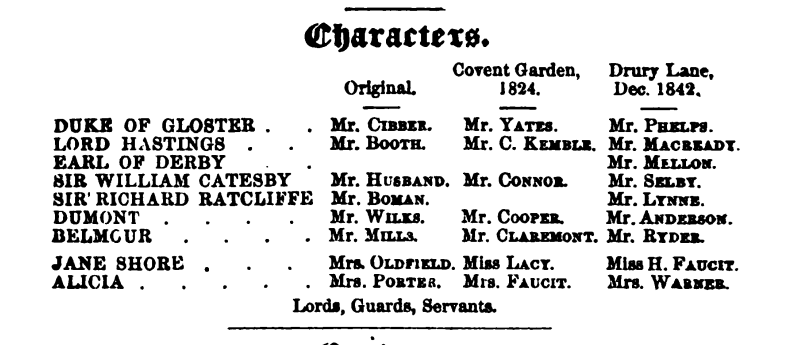 Characters.
Covent Garden, Drury Lane,
Original. 1824. Dec. 1842.
DUKE OF GLOSTER . . Mr. CIBBER. Mr. YATES. Mr. PHELPS.
LORD HASTINGS . . Mr. BOOTH. Mr. C. KEMBLE. Mr. MACREADY.
EARL OF DERBY . Mr. MELLON.
SIR WILLIAM CATESBY Mr. HUSBAND. Mr. CONNOR. Mr. SELBY.
SIR RICHARD RATCLIFFE Mr. BOMAN. Mr. LYNNE.
DUMONT . . . . Mr. WILKS. Mr. COOPER. Mr. ANDERSON.
BELMOUR . . . . Mr. MILLS. Mr. CLAREMONT. Mr. RYDER.
JANE SHORE . . . Mrs. OLDFIELD. Miss LACY. Miss H. FAUCIT.
ALICIA . . . . . Mrs. PORTER. Mrs. FAUCIT. Mrs. WARNER.
Lords, Guards, Servants.